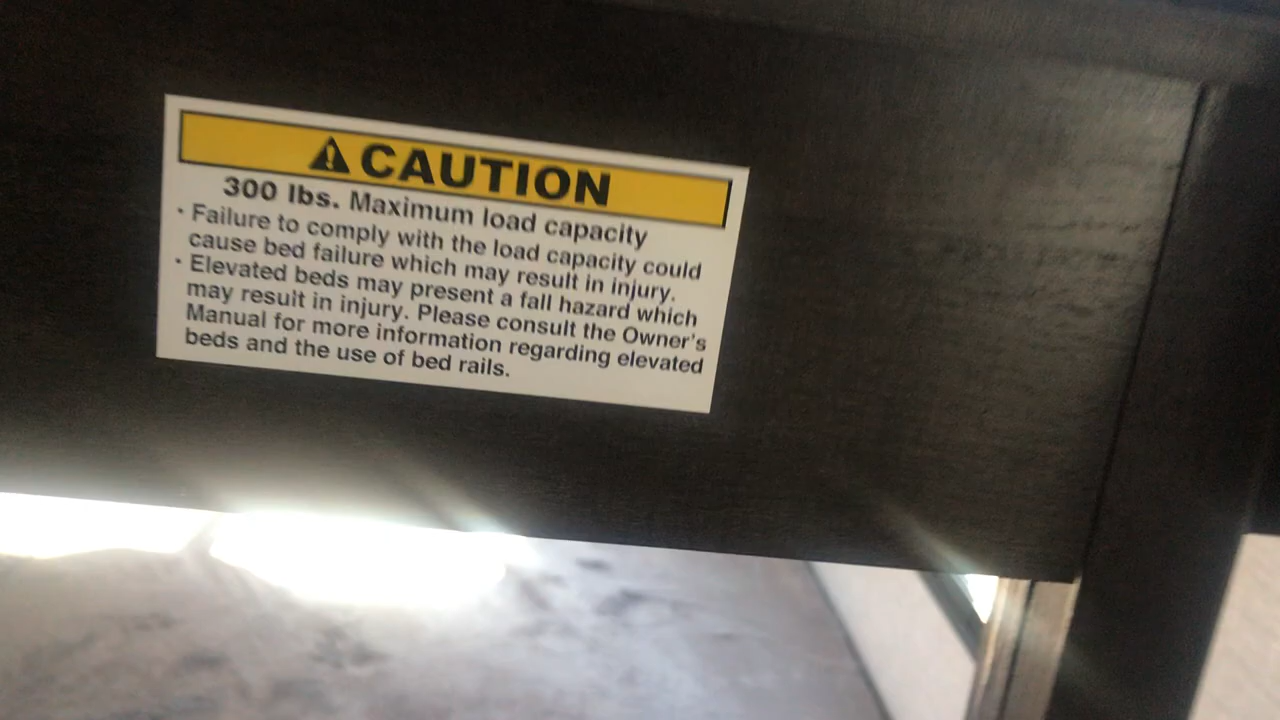 CAUTION
300 lbs. Maximum load capacity
· Failure to comply with the load capacity could
cause bed failure which may result in injury.
· Elevated beds may present a fall hazard which
may result in injury. Please consult the Owner's
Manual for more information regarding elevated
beds and the use of bed rails.